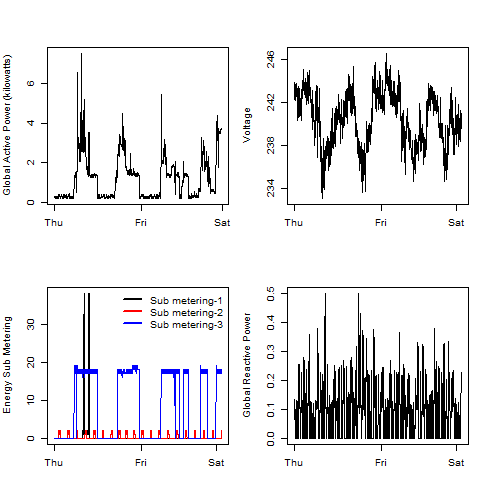 Global Active Power (kilowatts)
0 2 4 6
Thu Fri Sat
Voltage
234 238 242 246
Thu Fri Sat
Energy Sub Metering
0 10 20 30
Sub metering-1
Sub metering-2
Sub metering-3
Thu Fri Sat
Global Reactive Power
0.0 0.1 0.2 0.3 0.4 0.5
Thu Fri Sat